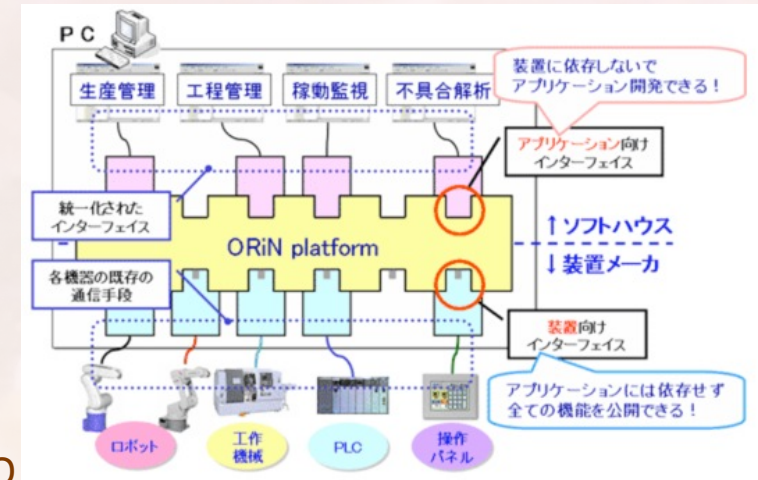 PC
生産管理
工程管理
稼動監視
不具合解析
装置に依存しないで
アプリケーション開発できる！
アプリケーション向け
インターフェイス
統一化された
インターフェイス
ORiN platform
↑ソフトハウス
↓装置メーカ
各機器の既存の
通信手段
装置向け
インターフェイス
アプリケーションには依存せず
全ての機能を公開できる！
ロボット
工作
機械
PLC
操作
パネル